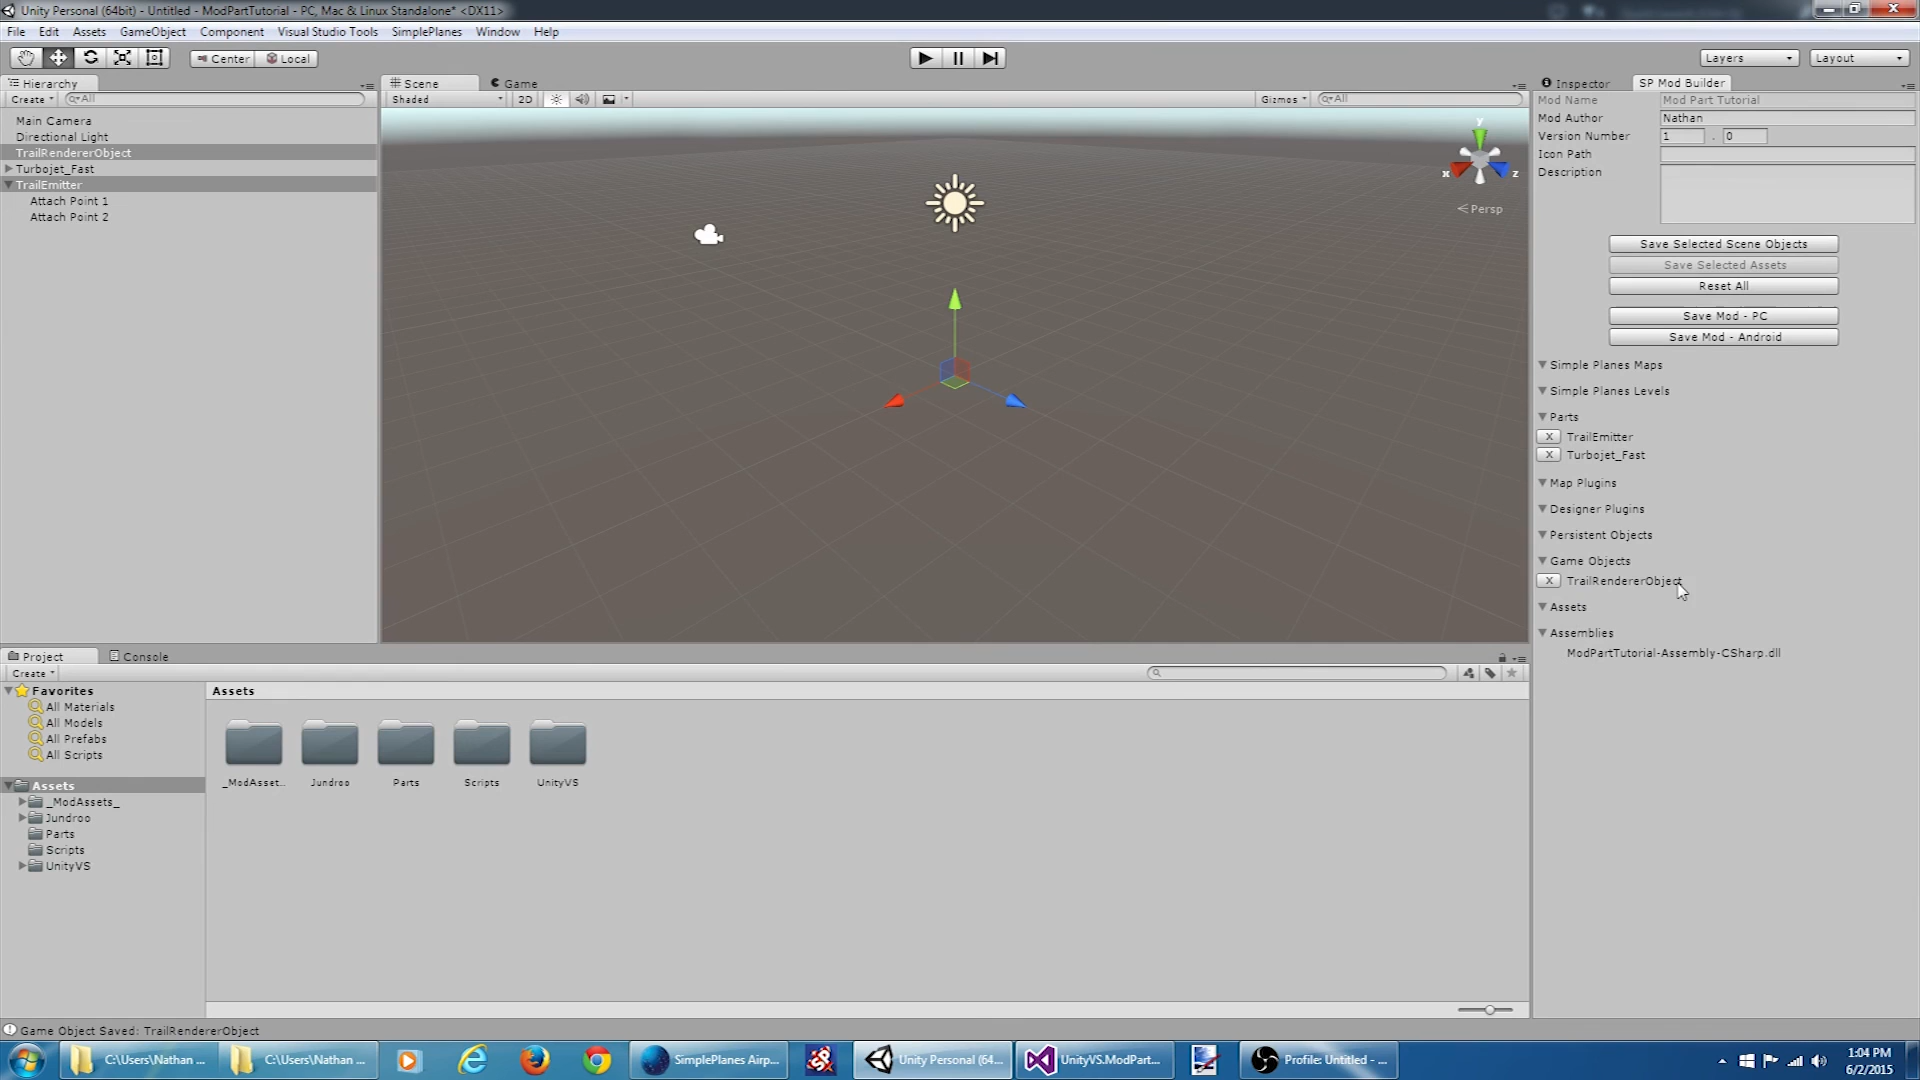 Unity Personal (64bit) - Untitled - ModPartTutorial - PC, Mac & Linux Standalone* <DX11>
File Edit Assets GameObject Component Visual Studio Tools SimplePlanes Window Help
Center Local Layers Layout
Hierarchy
Create All
Main Camera
Directional Light
TrailRendererObject
Turbojet_Fast
TrailEmitter
Attach Point 1
Attach Point 2
Scene Game
Shaded 2D Gizmos All
y
x z
Persp
Inspector SP Mod Builder
Mod Name Mod Part Tutorial
Mod Author Nathan
Version Number 1 . 0
Icon Path
Description
Save Selected Scene Objects
Save Selected Assets
Reset All
Save Mod - PC
Save Mod - Android
Simple Planes Maps
Simple Planes Levels
Parts
X TrailEmitter
X Turbojet_Fast
Map Plugins
Designer Plugins
Persistent Objects
Game Objects
X TrailRendererObject
Assets
Assemblies
ModPartTutorial-Assembly-CSharp.dll
Project Console
Create
Favorites
All Materials
All Models
All Prefabs
All Scripts
Assets
_ModAssets_
Jundroo
Parts
Scripts
UnityVS
Assets
_ModAsset...
Jundroo
Parts
Scripts
UnityVS
Game Object Saved: TrailRendererObject
C:\Users\Nathan ... C:\Users\Nathan ... SimplePlanes Airp... Unity Personal (64... UnityVS.ModPart... Profile: Untitled - ...
1:04 PM
6/2/2015